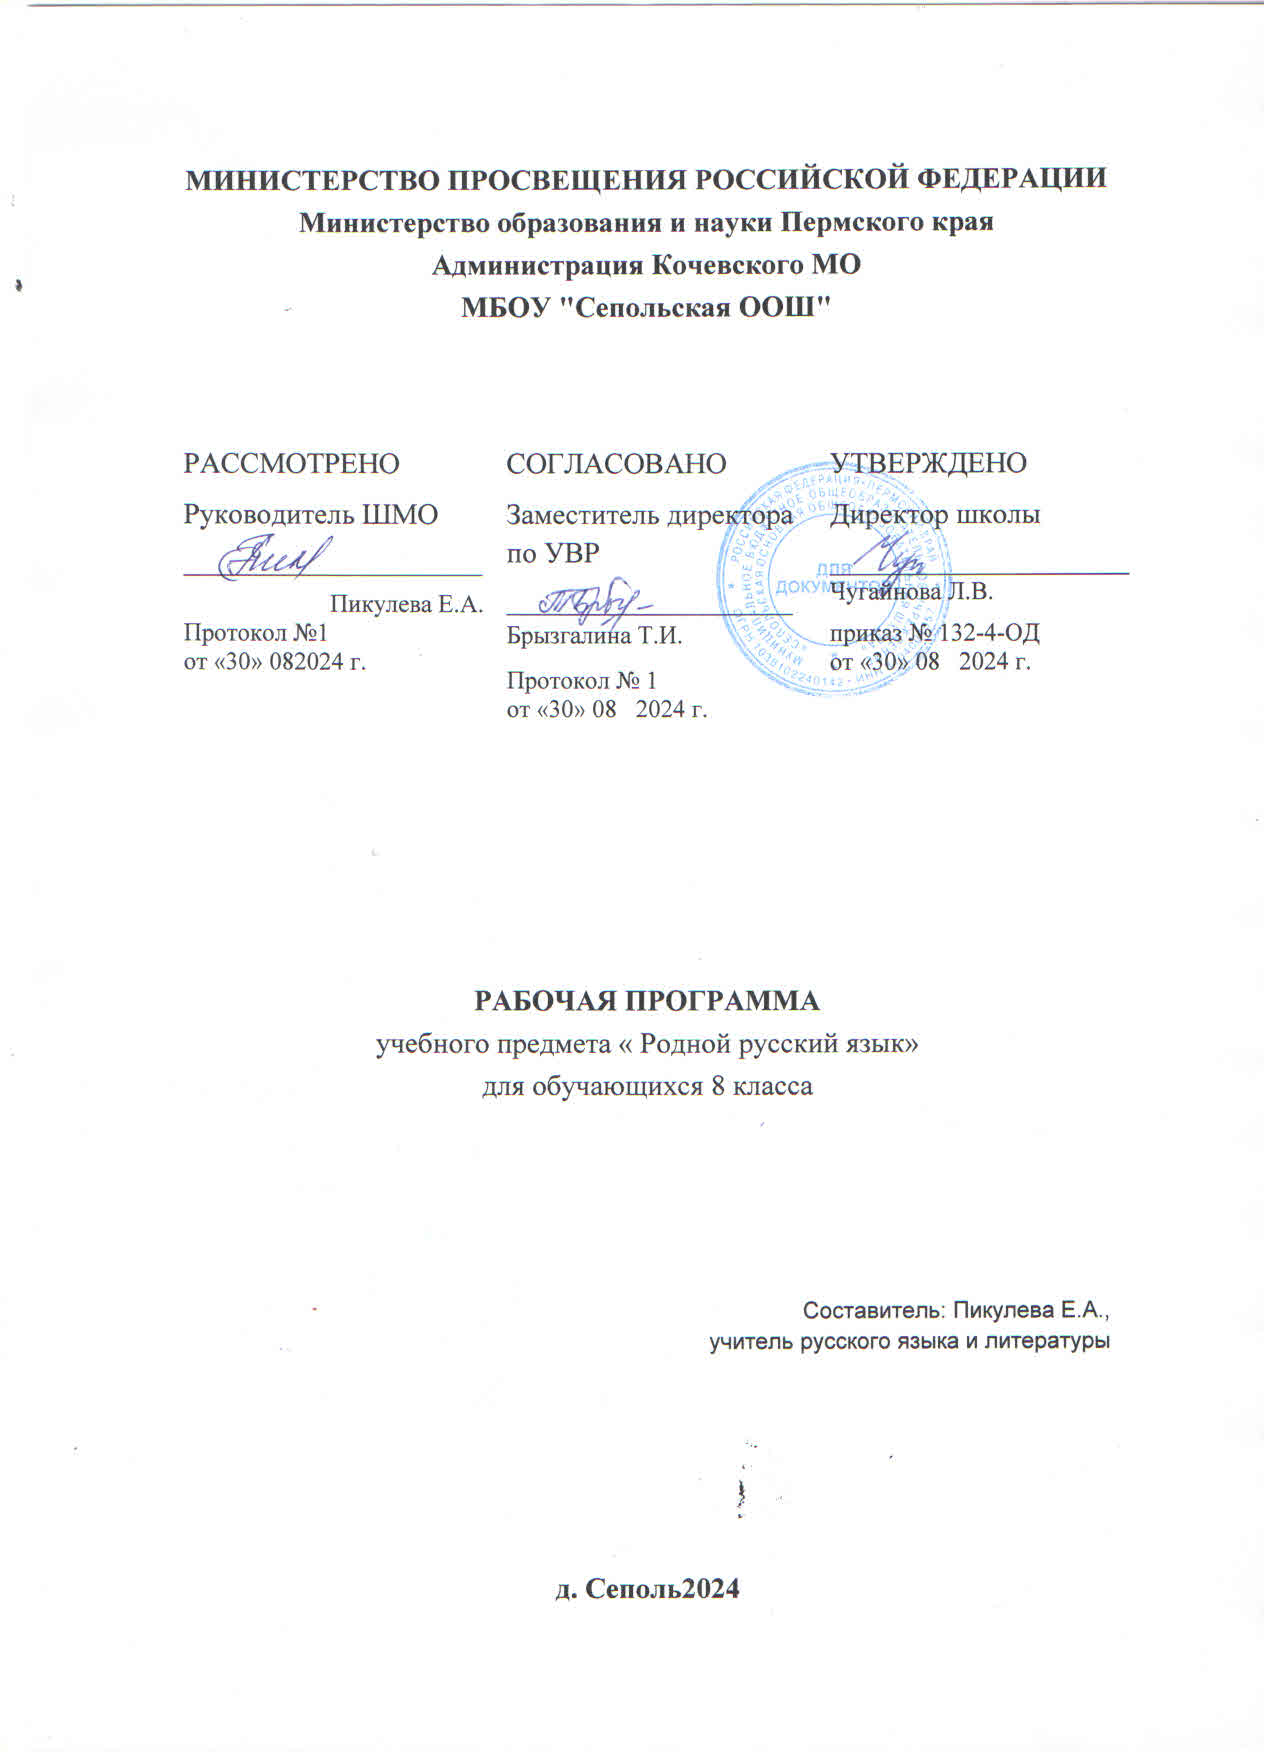 МИНИСТЕРСТВО ПРОСВЕЩЕНИЯ РОССИЙСКОЙ ФЕДЕРАЦИИ
Министерство образования и науки Пермского края
Администрация Кочевского МО
МБОУ "Сепольская ООШ"
РАССМОТРЕНО
Руководитель ШМО
Пикулева Е.А.
Протокол №1
от «30» 082024 г.
СОГЛАСОВАНО
Заместитель директора
по УВР
Брызгалина Т.И.
Протокол № 1
от «30» 08 2024 г.
УТВЕРЖДЕНО
Директор школы
Чугайнова Л.В.
приказ № 132-4-ОД
от «30» 08 2024 г.
ДЛЯ
ДОКУМЕНТОВ
РАБОЧАЯ ПРОГРАММА
учебного предмета « Родной русский язык»
для обучающихся 8 класса
Составитель: Пикулева Е.А.,
учитель русского языка и литературы
д. Сеполь2024